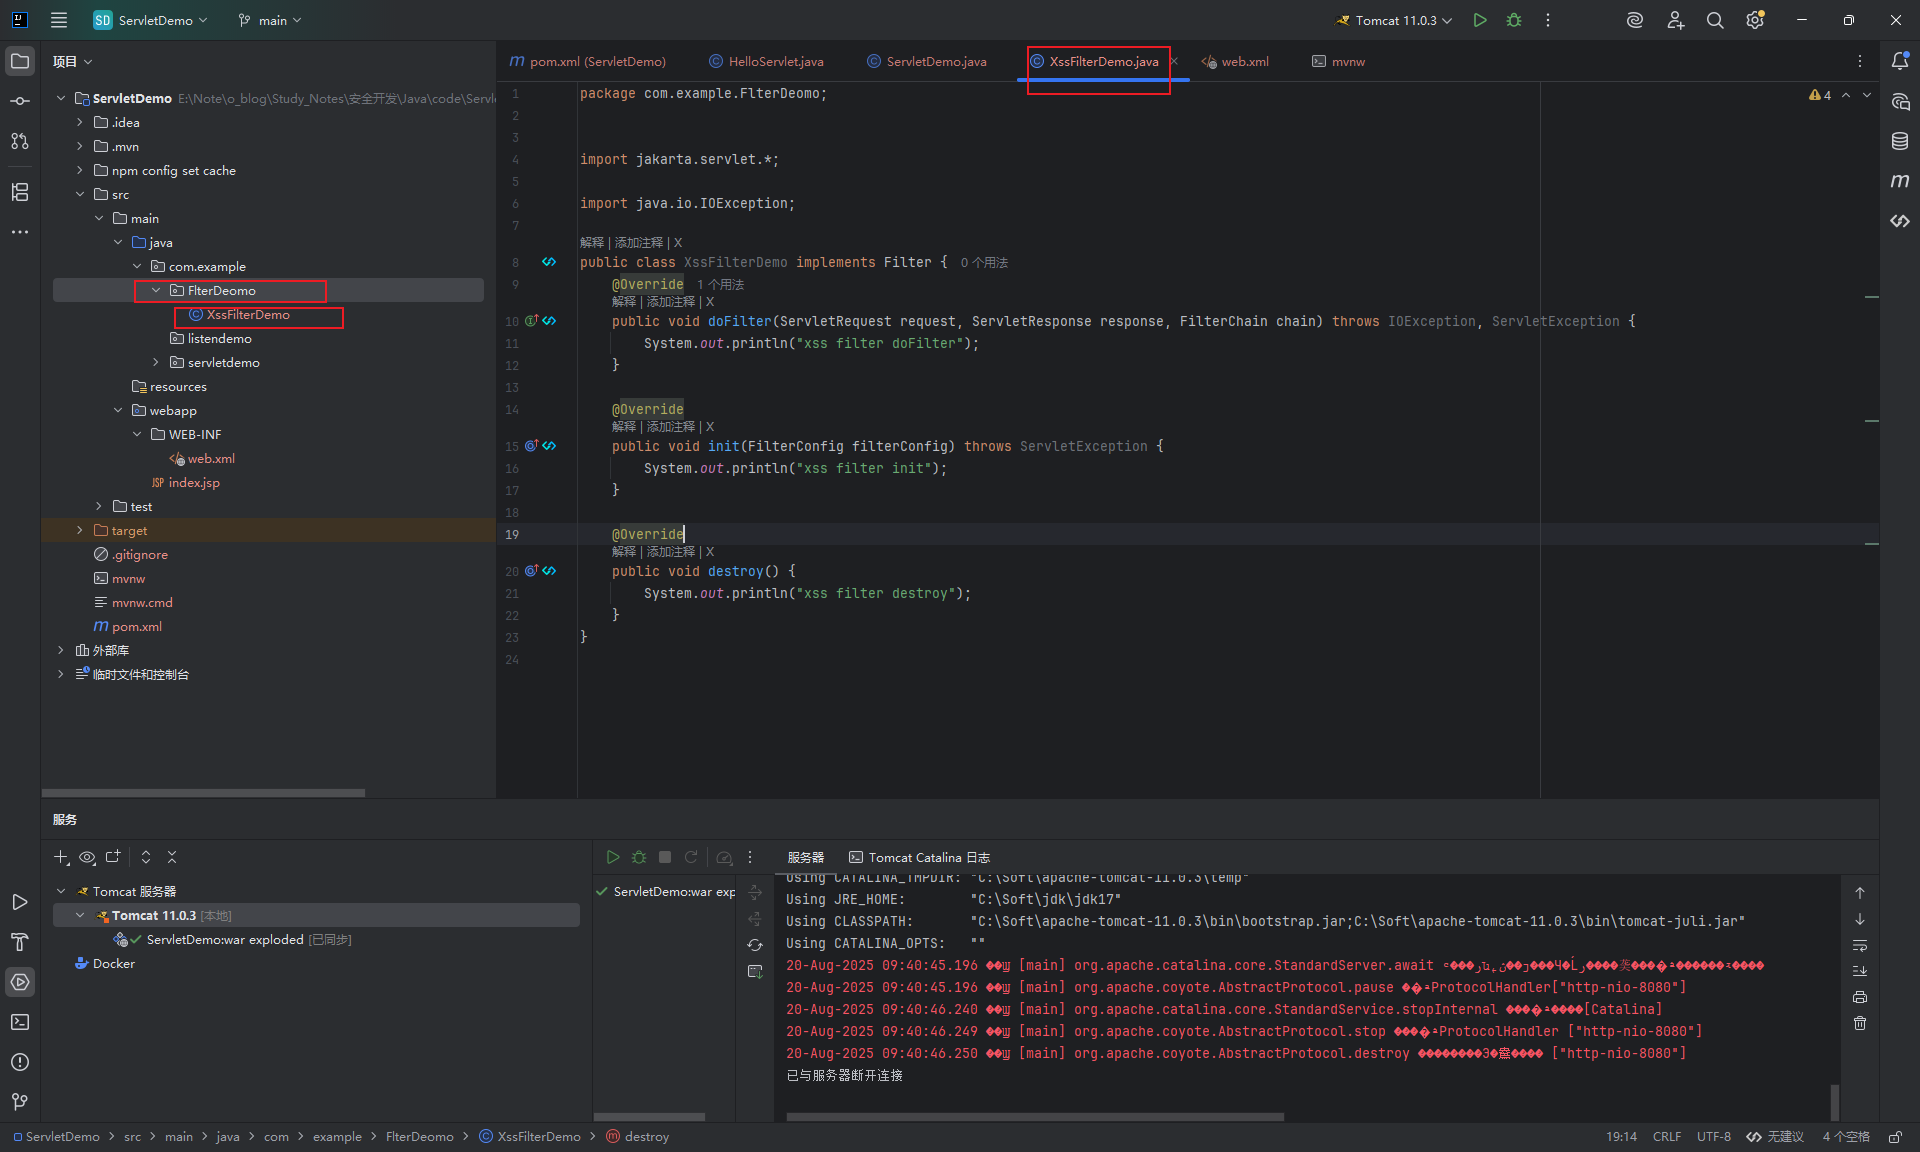 SD ServletDemo main Tomcat 11.0.3
项目
pom.xml (ServletDemo) HelloServlet.java ServletDemo.java XssFilterDemo.java web.xml mvnw
ServletDemo E:\Note\o_blog\Study_Notes\安全开发\Java\code\Servl
.idea
.mvn
npm config set cache
src
main
java
com.example
FlterDeomo
XssFilterDemo
listendemo
servletdemo
resources
webapp
WEB-INF
web.xml
JSP index.jsp
test
target
.gitignore
mvnw
mvnw.cmd
pom.xml
外部库
临时文件和控制台
4
1 package com.example.FlterDeomo;
2
3
4 import jakarta.servlet.*;
5
6 import java.io.IOException;
7
解释 | 添加注释 | X
8 public class XssFilterDemo implements Filter { 0 个用法
9 @Override 1 个用法
解释 | 添加注释 | X
10 public void doFilter(ServletRequest request, ServletResponse response, FilterChain chain) throws IOException, ServletException {
11 System.out.println("xss filter doFilter");
12 }
13
14 @Override
解释 | 添加注释 | X
15 public void init(FilterConfig filterConfig) throws ServletException {
16 System.out.println("xss filter init");
17 }
18
19 @Override
解释 | 添加注释 | X
20 public void destroy() {
21 System.out.println("xss filter destroy");
22 }
23 }
24
服务
Tomcat 服务器
Tomcat 11.0.3 [本地]
ServletDemo:war exploded [已同步]
Docker
ServletDemo:war exp
服务器 Tomcat Catalina 日志
Using CATALINA_TMPDIR: "C:\Soft\apache-tomcat-11.0.3\temp"
Using JRE_HOME: "C:\Soft\jdk\jdk17"
Using CLASSPATH: "C:\Soft\apache-tomcat-11.0.3\bin\bootstrap.jar;C:\Soft\apache-tomcat-11.0.3\bin\tomcat-juli.jar"
Using CATALINA_OPTS: ""
20-Aug-2025 09:40:45.196 [main] org.apache.catalina.core.StandardServer.await
20-Aug-2025 09:40:45.196 [main] org.apache.coyote.AbstractProtocol.pause ProtocolHandler["http-nio-8080"]
20-Aug-2025 09:40:46.240 [main] org.apache.catalina.core.StandardService.stopInternal [Catalina]
20-Aug-2025 09:40:46.249 [main] org.apache.coyote.AbstractProtocol.stop ProtocolHandler ["http-nio-8080"]
20-Aug-2025 09:40:46.250 [main] org.apache.coyote.AbstractProtocol.destroy ["http-nio-8080"]
已与服务器断开连接
ServletDemo > src > main > java > com > example > FlterDeomo > XssFilterDemo > destroy
19:14 CRLF UTF-8 无建议 4 个空格